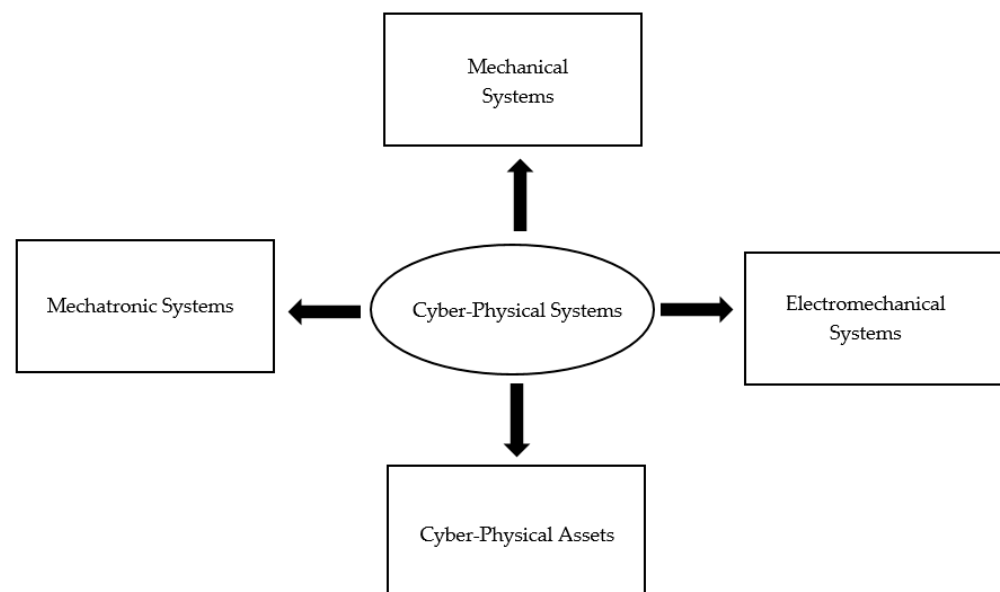 Mechanical
Systems
Mechatronic Systems
Cyber-Physical Systems
Electromechanical
Systems
Cyber-Physical Assets